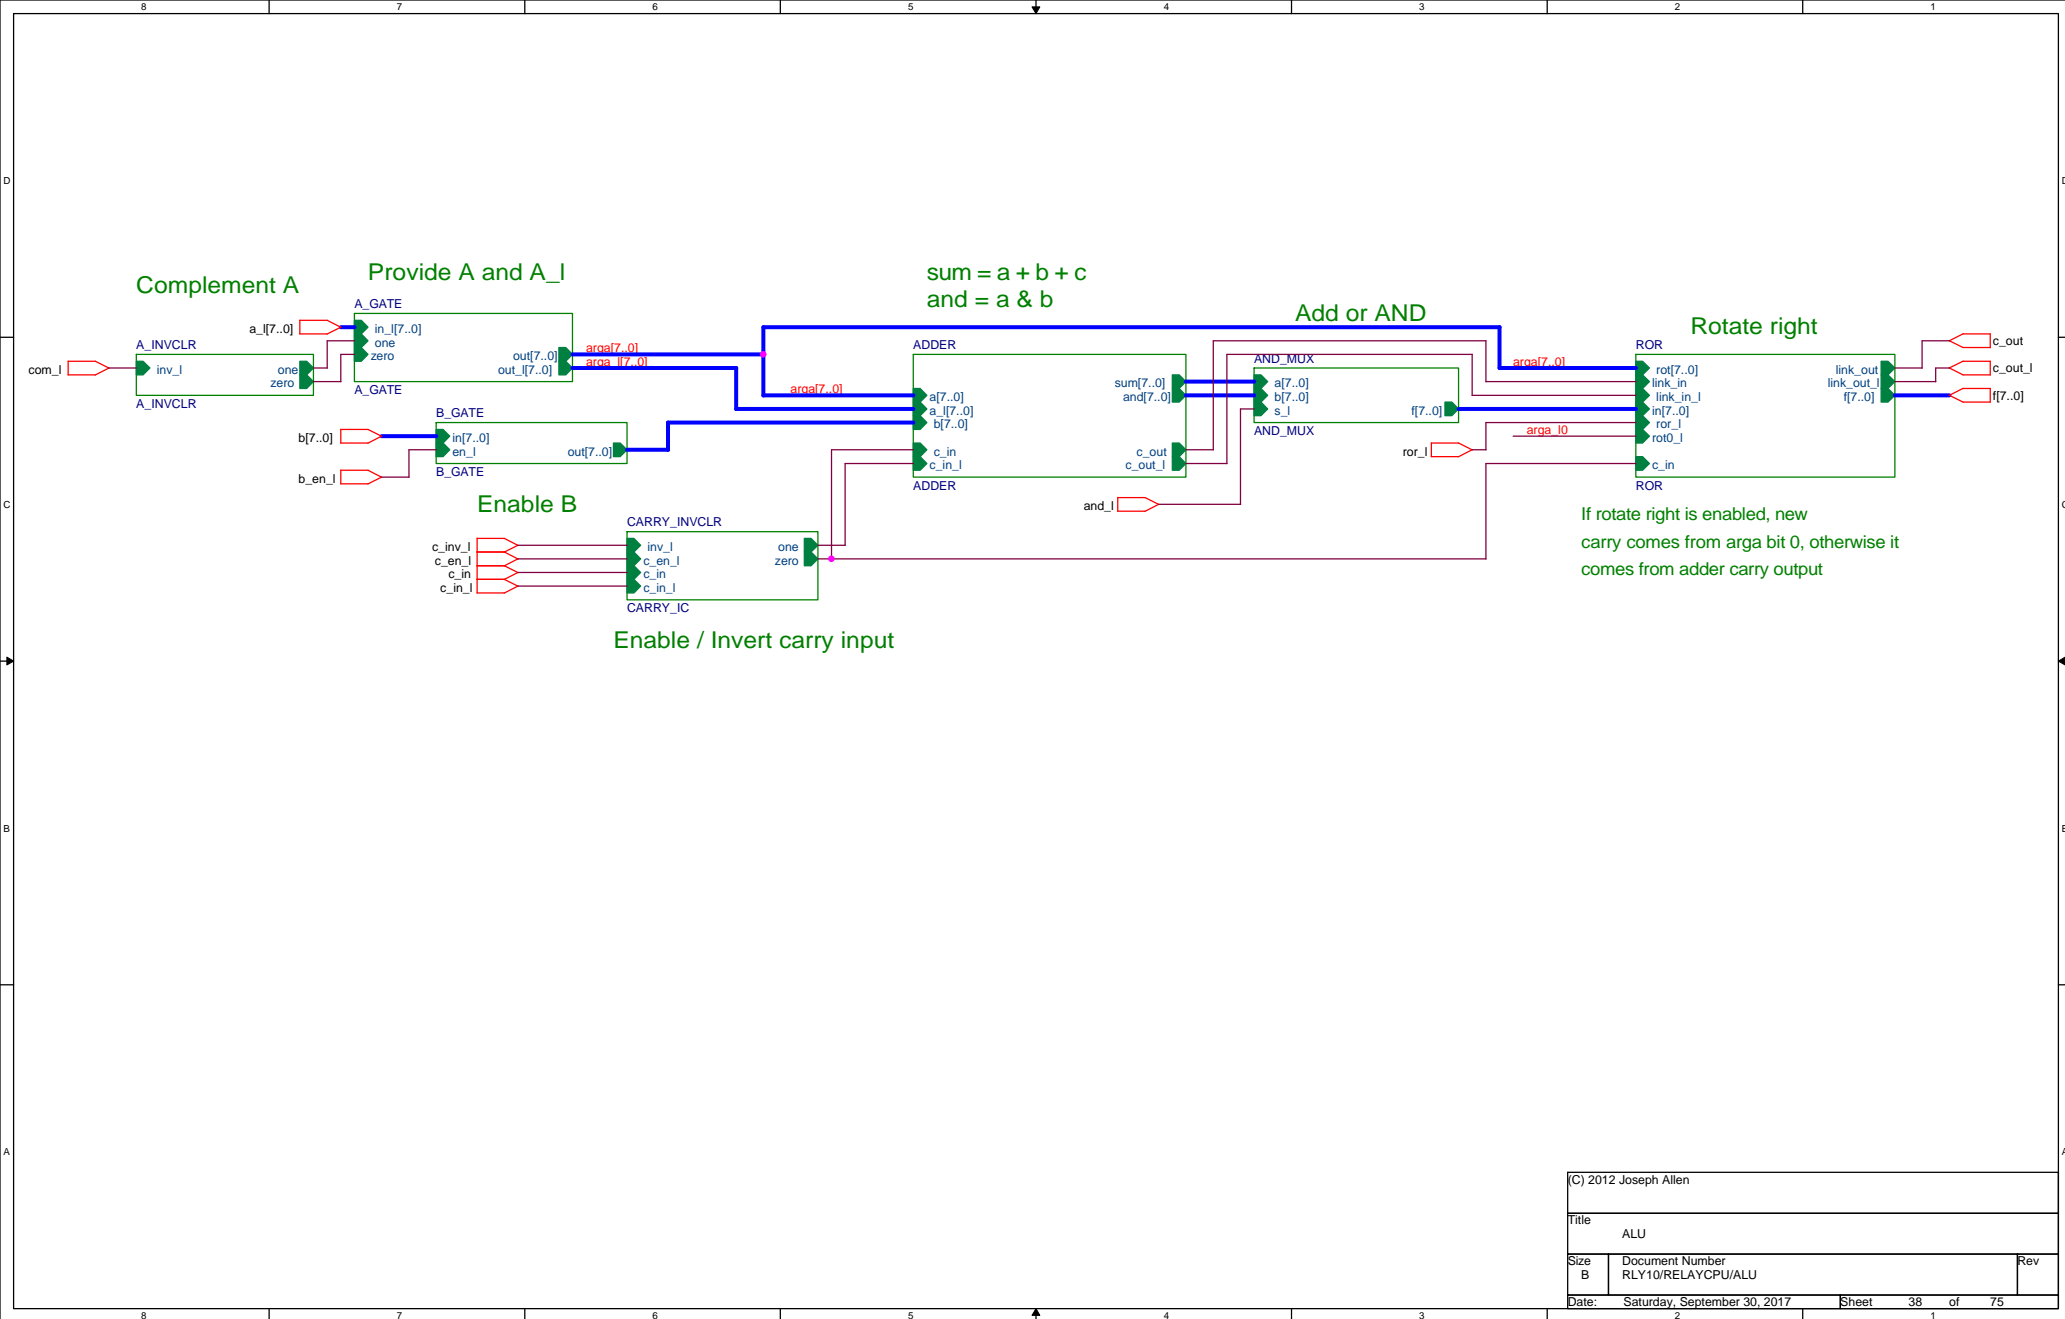 8 7 6 5 4 3 2 1
D
D
Complement A
Provide A and A_l
sum = a + b + c
and = a & b
Add or AND
Rotate right
A_GATE
a_l[7..0]
in_l[7..0]
one
zero
out[7..0]
out_l[7..0]
A_GATE
arga[7..0]
arga_l[7..0]
A_INVCLR
com_l
inv_l
one
zero
A_INVCLR
B_GATE
b[7..0]
in[7..0]
en_l
out[7..0]
b_en_l
B_GATE
Enable B
CARRY_INVCLR
c_inv_l
c_en_l
c_in
c_in_l
inv_l
c_en_l
c_in
c_in_l
one
zero
CARRY_IC
Enable / Invert carry input
ADDER
arga[7..0]
a[7..0]
a_l[7..0]
b[7..0]
c_in
c_in_l
sum[7..0]
and[7..0]
c_out
c_out_l
ADDER
and_l
AND_MUX
a[7..0]
b[7..0]
s_l
f[7..0]
AND_MUX
ror_l
arga[7..0]
arga_l0
ROR
rot[7..0]
link_in
link_in_l
in[7..0]
ror_l
rot0_l
c_in
link_out
link_out_l
f[7..0]
ROR
c_out
c_out_l
f[7..0]
If rotate right is enabled, new
carry comes from arga bit 0, otherwise it
comes from adder carry output
C
C
B
B
A
A
(C) 2012 Joseph Allen
Title
ALU
Size
B
Document Number
RLY10/RELAYCPU/ALU
Rev
Date: Saturday, September 30, 2017 Sheet 38 of 75
8 7 6 5 4 3 2 1